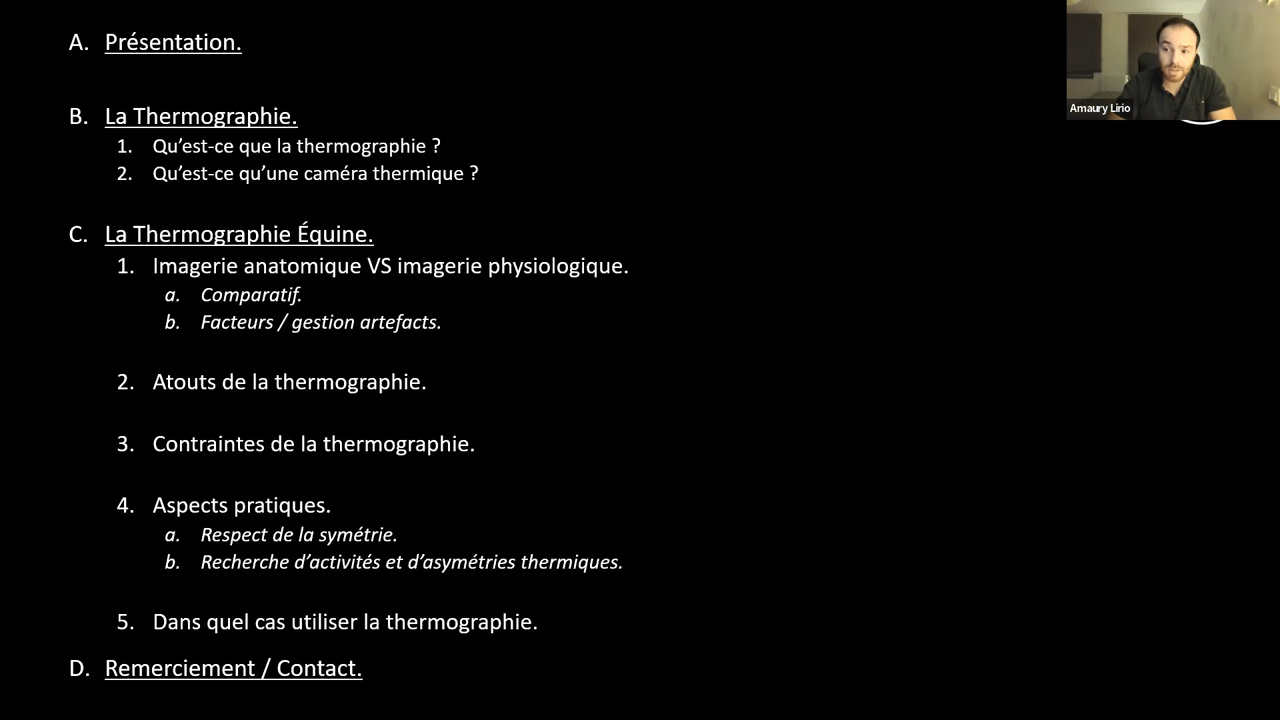 A. Présentation.
Amaury Lirio
B. La Thermographie.
1. Qu’est-ce que la thermographie ?
2. Qu’est-ce qu’une caméra thermique ?
C. La Thermographie Équine.
1. Imagerie anatomique VS imagerie physiologique.
a. Comparatif.
b. Facteurs / gestion artefacts.
2. Atouts de la thermographie.
3. Contraintes de la thermographie.
4. Aspects pratiques.
a. Respect de la symétrie.
b. Recherche d’activités et d’asymétries thermiques.
5. Dans quel cas utiliser la thermographie.
D. Remerciement / Contact.